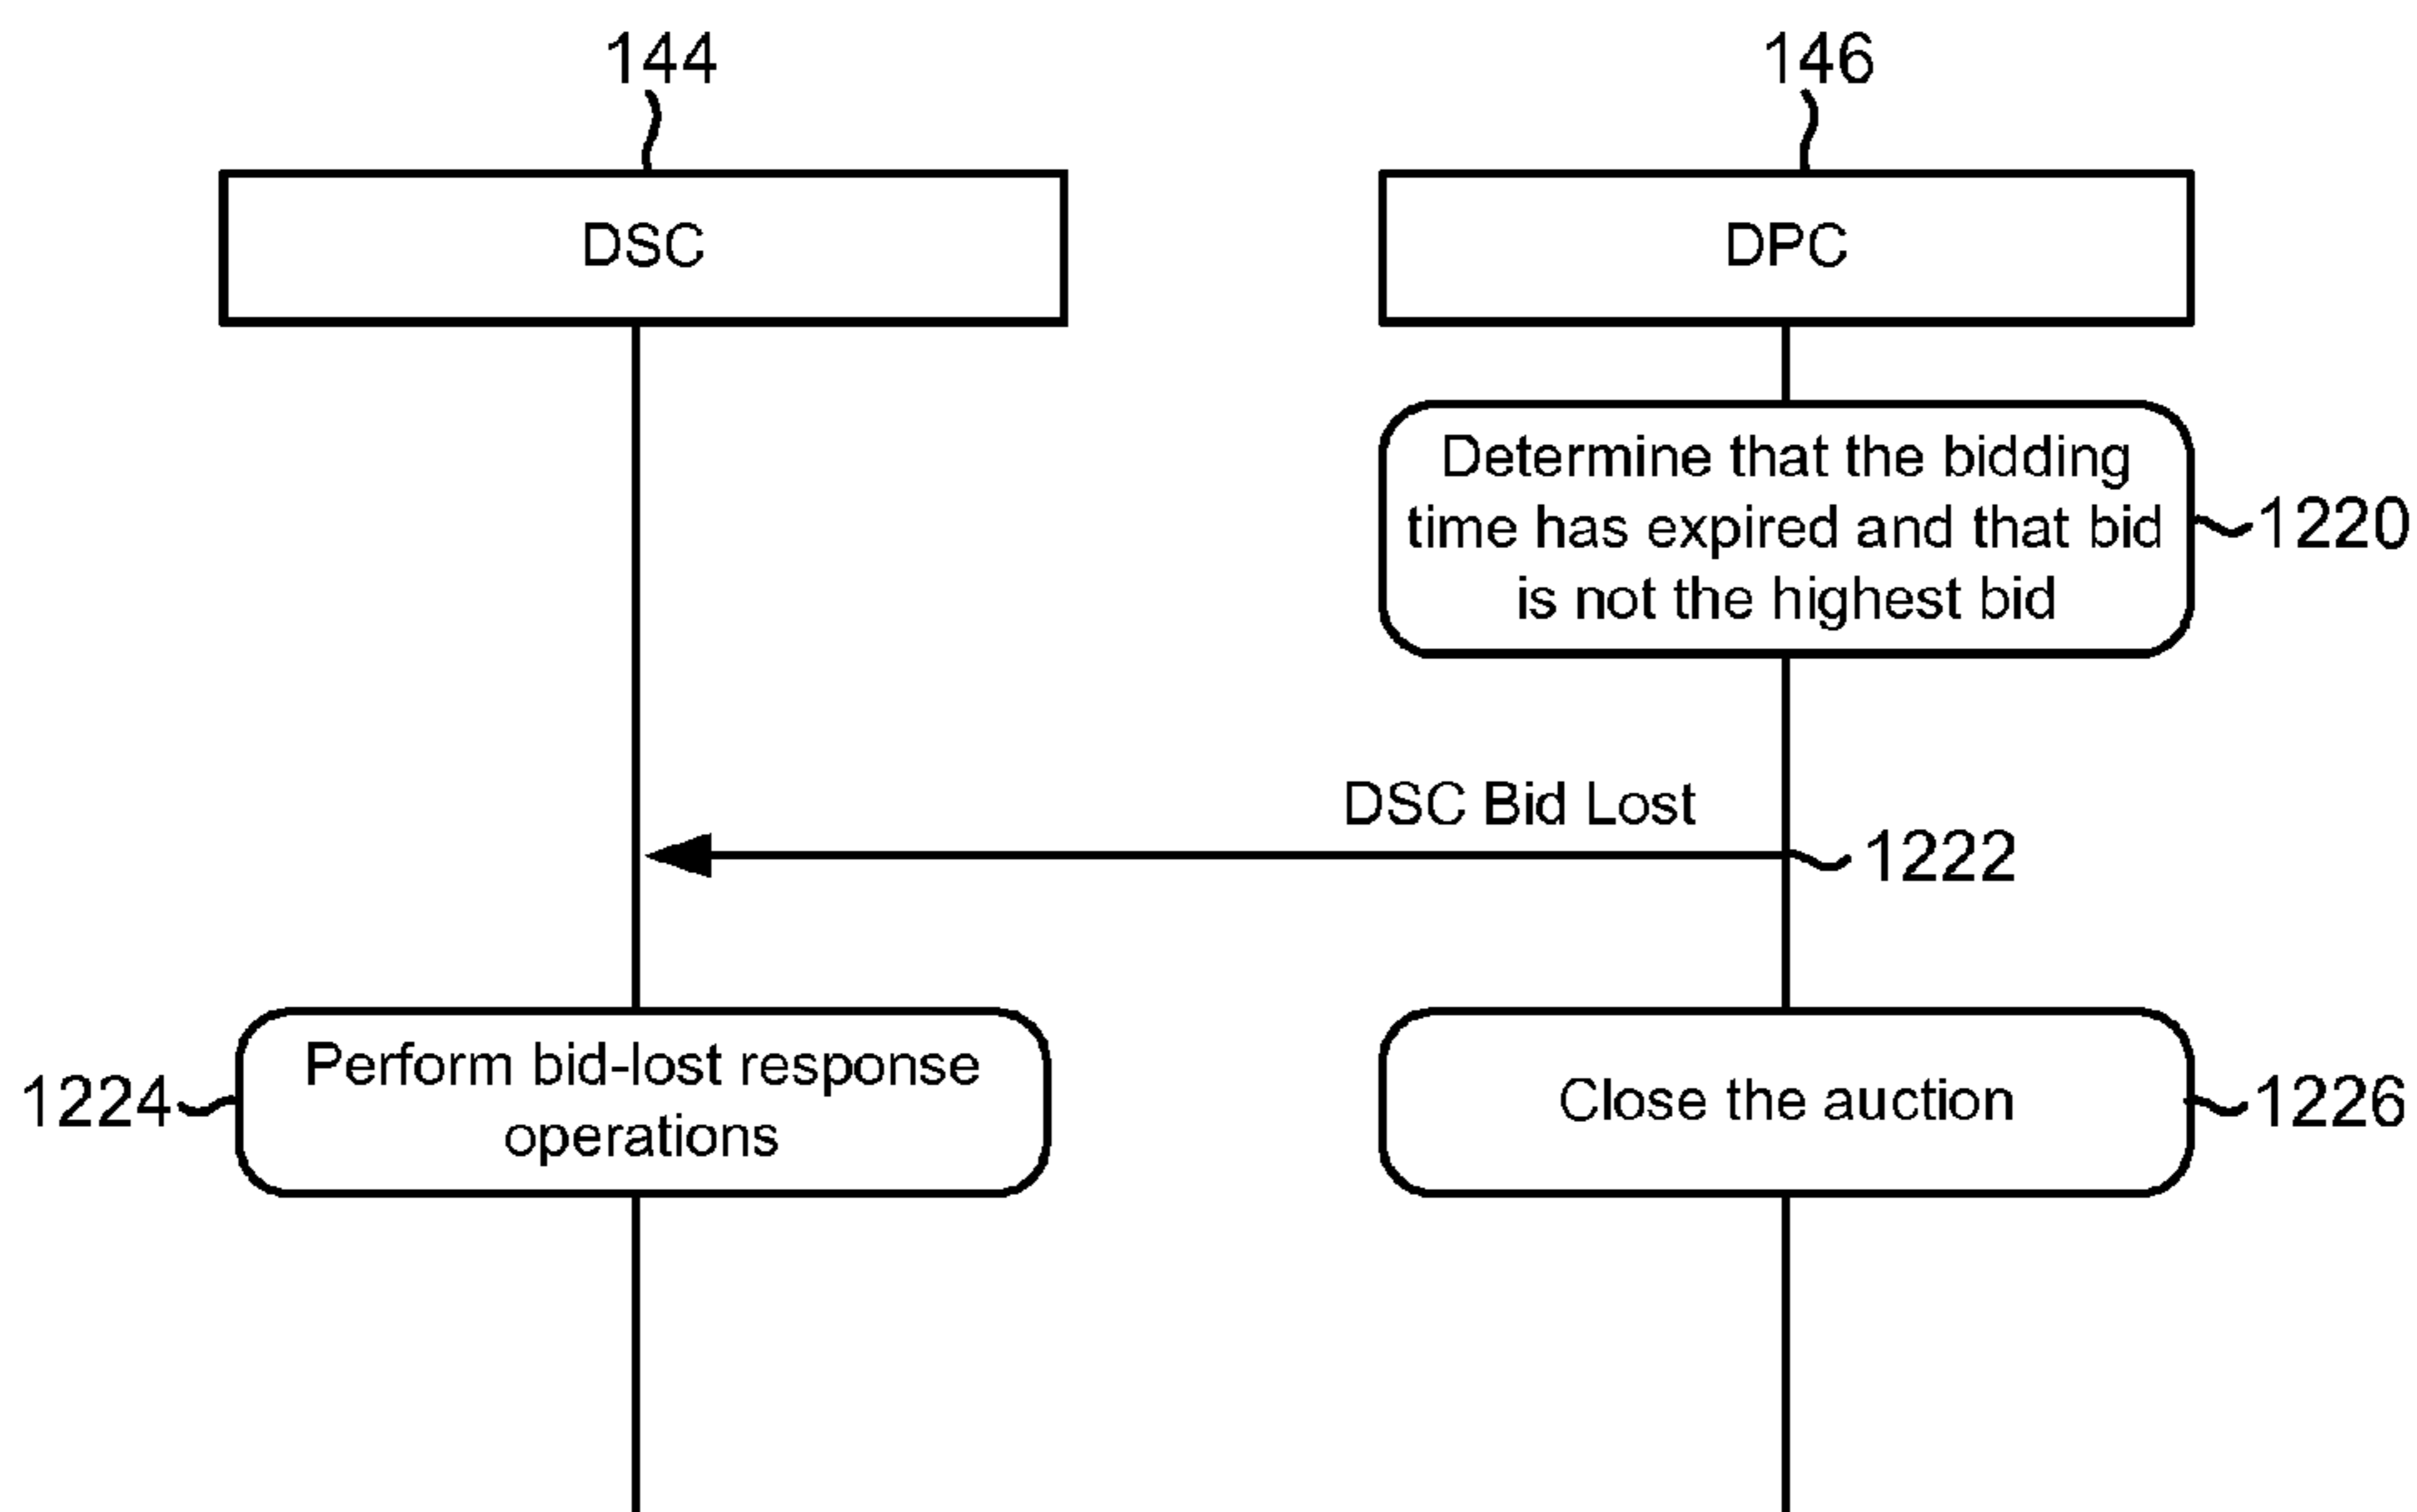 144
146
DSC
DPC
Determine that the bidding
time has expired and that bid
is not the highest bid
1220
DSC Bid Lost
1222
1224
Perform bid-lost response
operations
Close the auction
1226